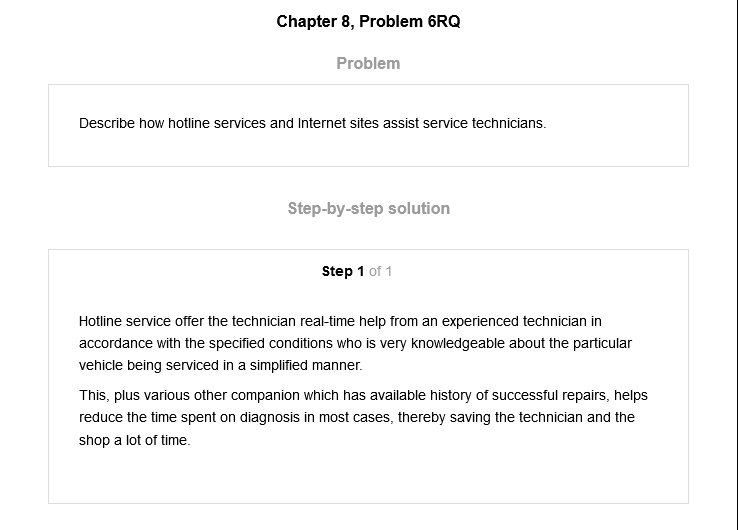 Chapter 8, Problem 6RQ
Problem
Describe how hotline services and Internet sites assist service technicians.
Step-by-step solution
Step 1 of 1
Hotline service offer the technician real-time help from an experienced technician in
accordance with the specified conditions who is very knowledgeable about the particular
vehicle being serviced in a simplified manner.
This, plus various other companion which has available history of successful repairs, helps
reduce the time spent on diagnosis in most cases, thereby saving the technician and the
shop a lot of time.